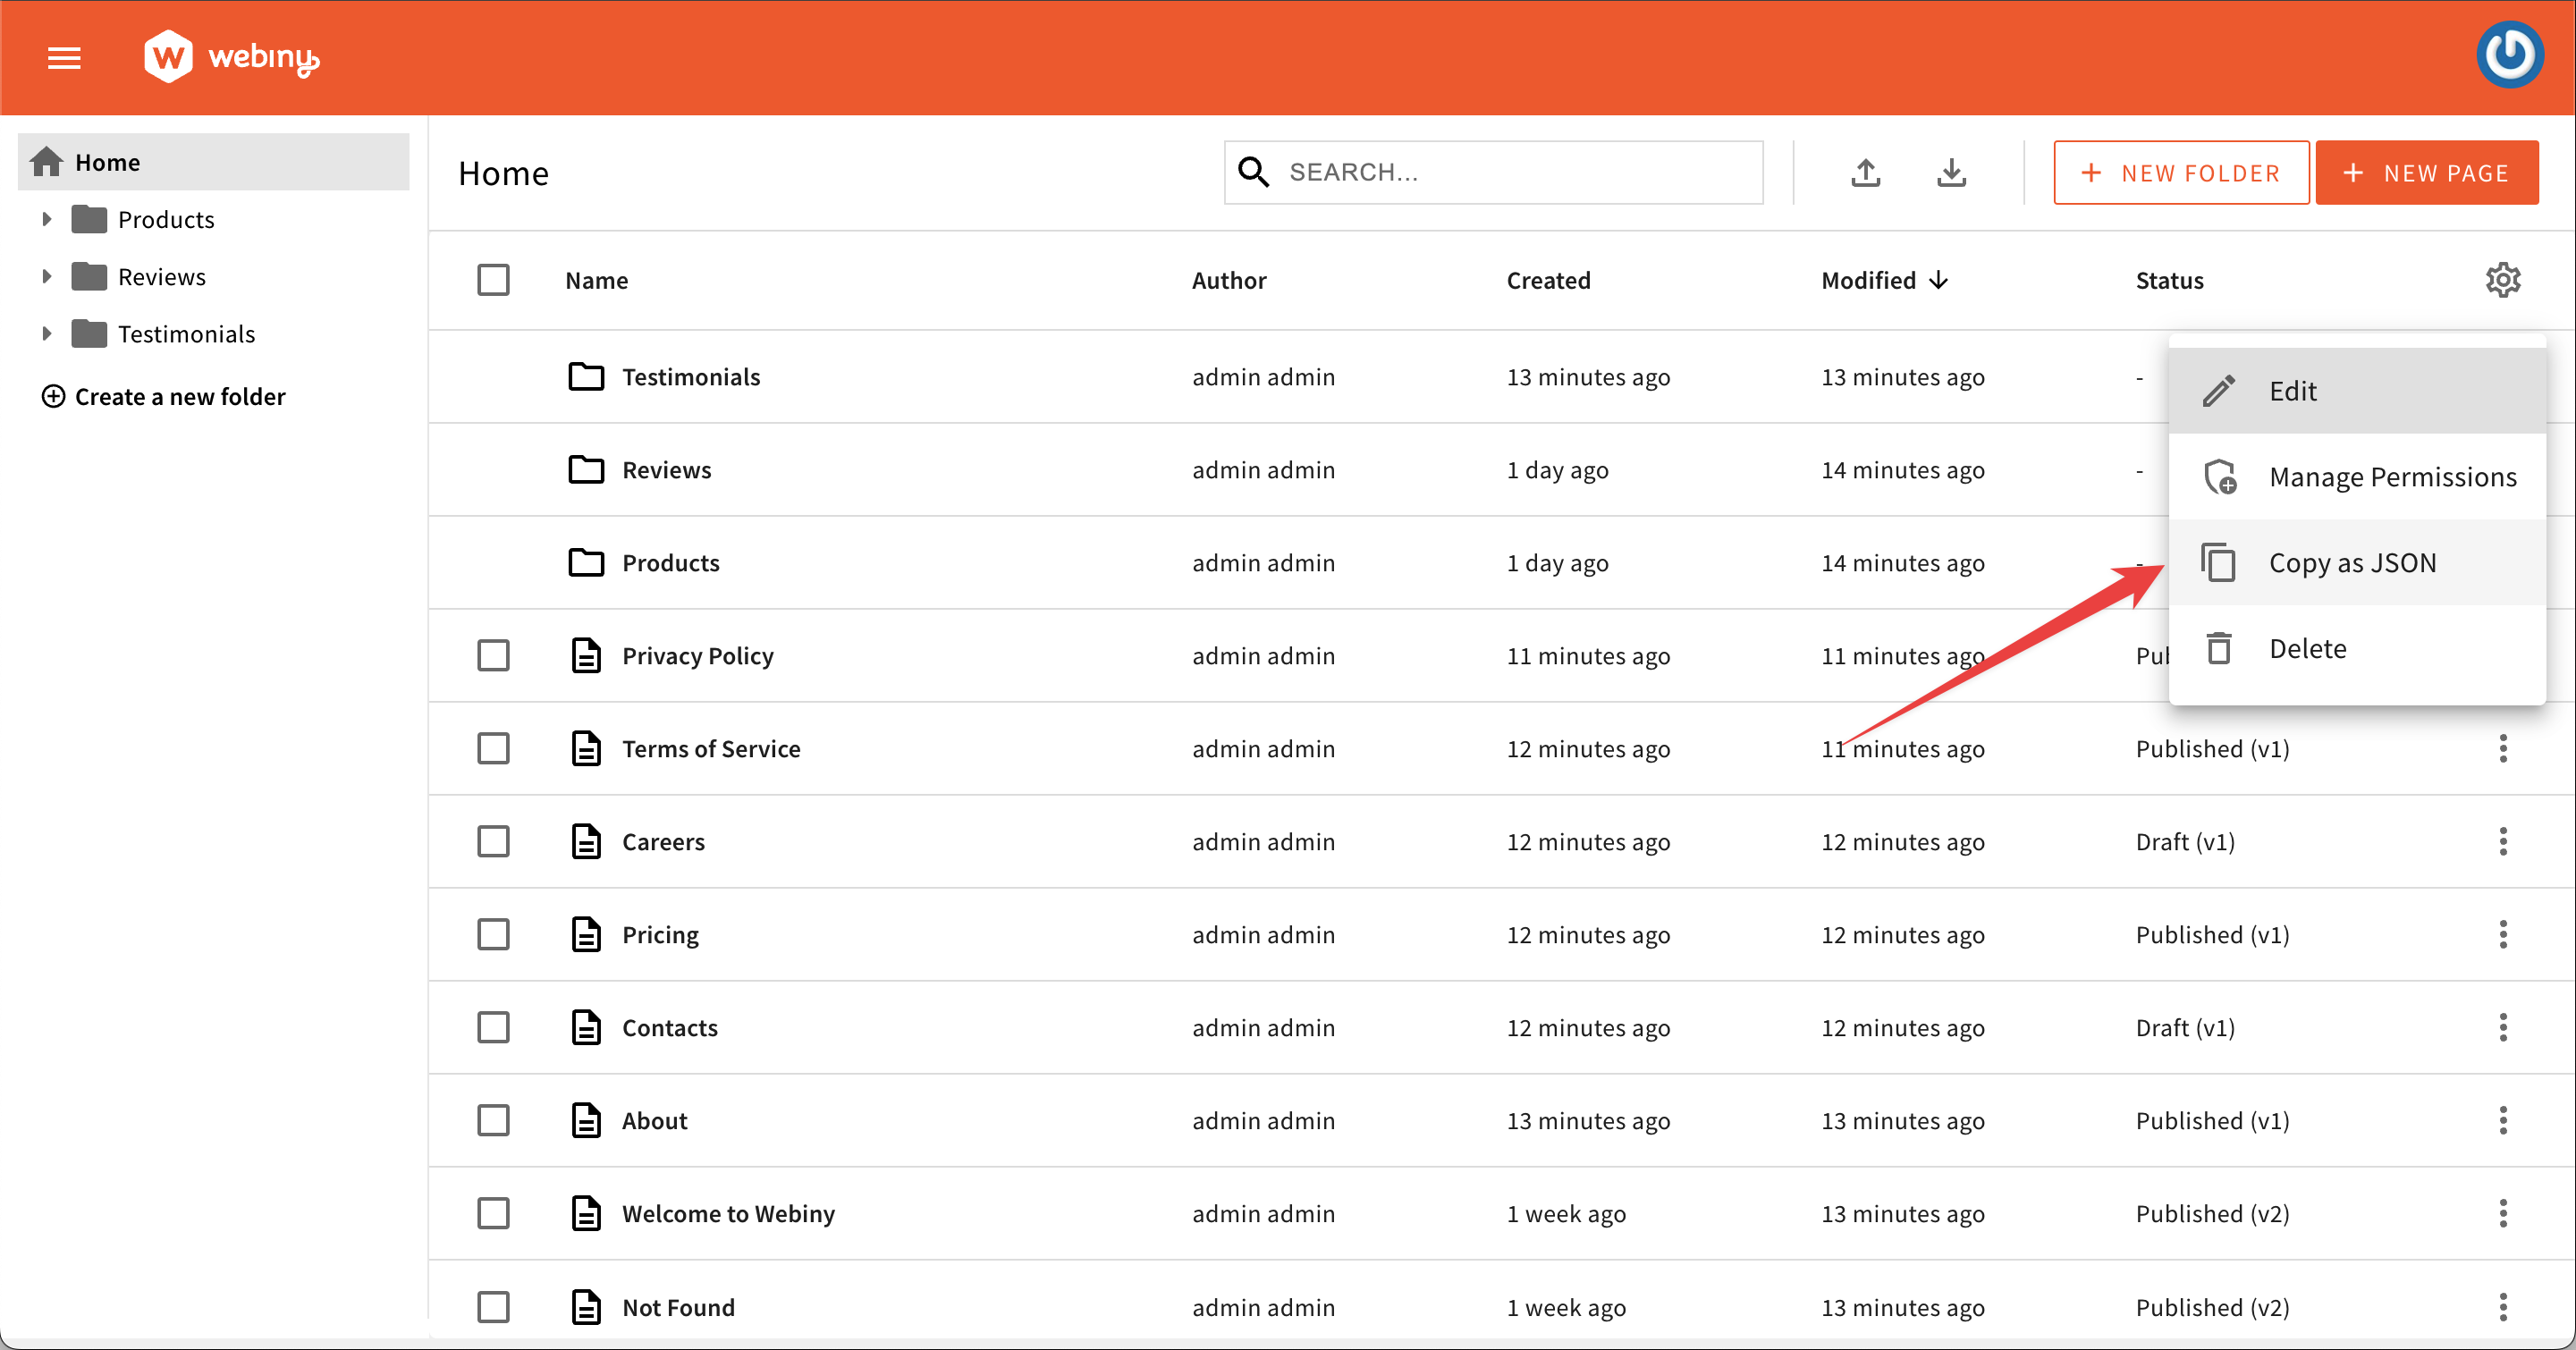 webiny
Home
Products
Reviews
Testimonials
Create a new folder
Home
SEARCH...
+ NEW FOLDER
+ NEW PAGE
Name Author Created Modified Status
Testimonials admin admin 13 minutes ago 13 minutes ago -
Reviews admin admin 1 day ago 14 minutes ago -
Products admin admin 1 day ago 14 minutes ago -
Privacy Policy admin admin 11 minutes ago 11 minutes ago Pub
Terms of Service admin admin 12 minutes ago 11 minutes ago Published (v1)
Careers admin admin 12 minutes ago 12 minutes ago Draft (v1)
Pricing admin admin 12 minutes ago 12 minutes ago Published (v1)
Contacts admin admin 12 minutes ago 12 minutes ago Draft (v1)
About admin admin 13 minutes ago 13 minutes ago Published (v1)
Welcome to Webiny admin admin 1 week ago 13 minutes ago Published (v2)
Not Found admin admin 1 week ago 13 minutes ago Published (v2)
Edit
Manage Permissions
Copy as JSON
Delete